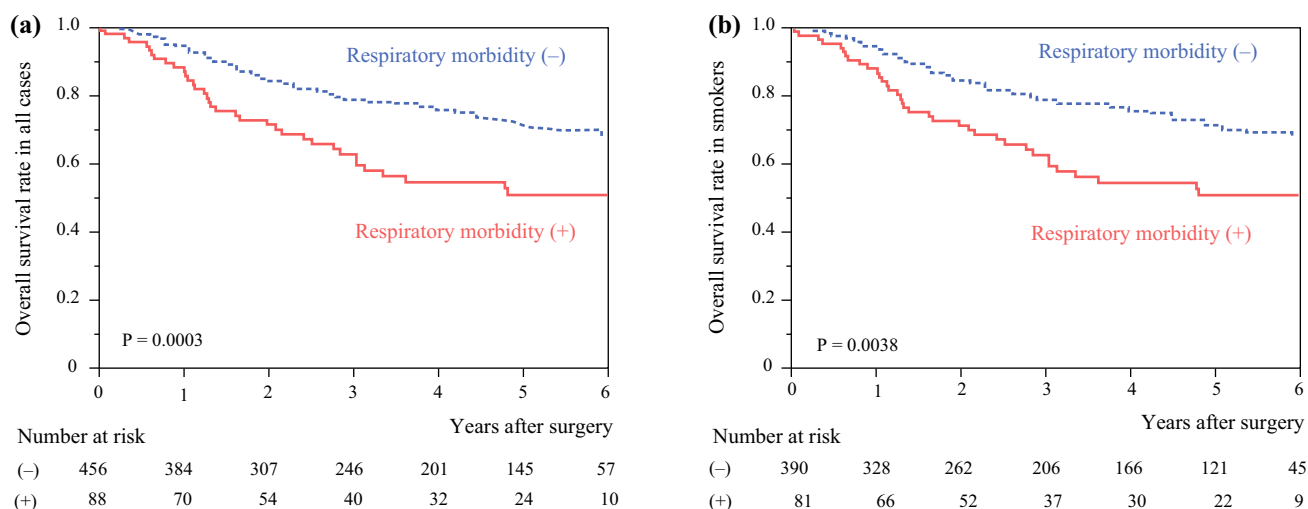 (a)
Overall survival rate in all cases
1.0
0.8
0.6
0.4
0.2
0
Respiratory morbidity (–)
Respiratory morbidity (+)
P = 0.0003
0 1 2 3 4 5 6
Years after surgery
Number at risk
(–) 456 384 307 246 201 145 57
(+) 88 70 54 40 32 24 10
(b)
Overall survival rate in smokers
1.0
0.8
0.6
0.4
0.2
0
Respiratory morbidity (–)
Respiratory morbidity (+)
P = 0.0038
0 1 2 3 4 5 6
Years after surgery
Number at risk
(–) 390 328 262 206 166 121 45
(+) 81 66 52 37 30 22 9